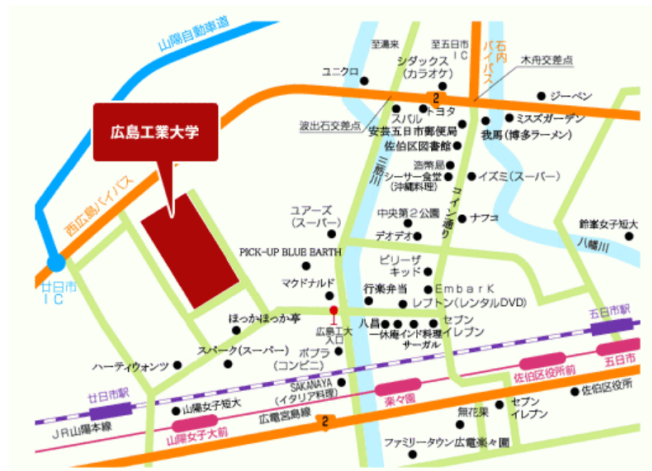 山陽自動車道
至湯来
至五日市
IC
石内
バイパス
シダックス
(カラオケ)
木舟交差点
ユニクロ
2
ジーベン
スバル
トヨタ
波出石交差点
ミスズガーデン
安芸五日市郵便局
我馬(博多ラーメン)
広島工業大学
佐伯区図書館
三筋川
造幣局
シーサー食堂
(沖縄料理)
イズミ(スーパー)
コイン通り
西広島バイパス
ユアーズ
(スーパー)
中央第2公園
ナフコ
鈴峯女子短大
デオデオ
八幡川
PICK-UP BLUE EARTH
ビリーザ
キッド
廿日市
IC
マクドナルド
EmbarK
行楽弁当
レプトン(レンタルDVD)
五日市駅
ほっかほっか亭
広島工大
入口
八昌
一休庵
インド料理
サーガル
セブン
イレブン
スパーク(スーパー)
ポプラ
(コンビニ)
ハーティウォンツ
五日市
佐伯区役所前
廿日市駅
SAKANAYA
(イタリア料理)
楽々園
佐伯区役所
山陽女子短大
広電宮島線
セブン
イレブン
無花果
JR山陽本線
山陽女子大前
2
ファミリータウン広電楽々園